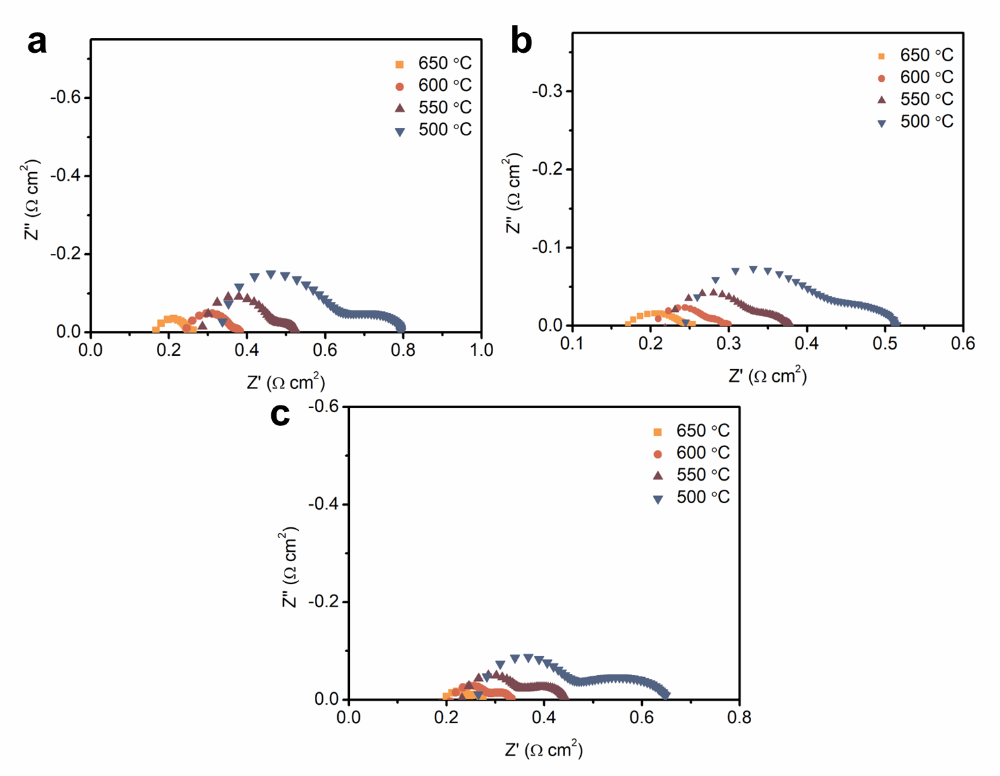 a
650 °C
600 °C
550 °C
500 °C
-0.6
-0.4
-0.2
0.0
Z'' (Ω cm²)
0.0 0.2 0.4 0.6 0.8 1.0
Z' (Ω cm²)
b
650 °C
600 °C
550 °C
500 °C
-0.3
-0.2
-0.1
0.0
Z'' (Ω cm²)
0.1 0.2 0.3 0.4 0.5 0.6
Z' (Ω cm²)
c
650 °C
600 °C
550 °C
500 °C
-0.6
-0.4
-0.2
0.0
Z'' (Ω cm²)
0.0 0.2 0.4 0.6 0.8
Z' (Ω cm²)